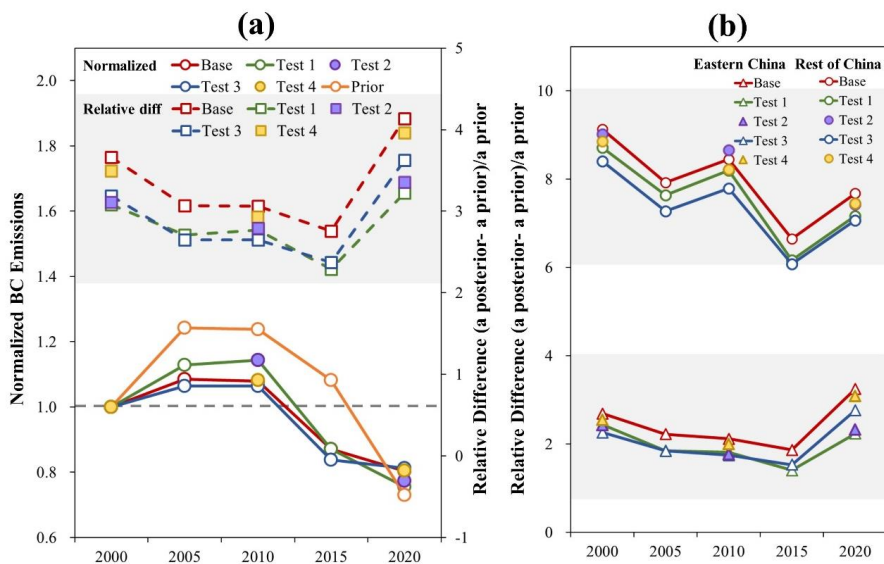 (a)
Normalized Base Test 1 Test 2
Test 3 Test 4 Prior
Relative diff Base Test 1 Test 2
Test 3 Test 4
2.0
1.8
1.6
1.4
1.2
1.0
0.8
0.6
Normalized BC Emissions
5
4
3
2
1
0
-1
Relative Difference (a posterior- a prior)/a prior
2000 2005 2010 2015 2020
(b)
Eastern China Rest of China
Base Base
Test 1 Test 1
Test 2 Test 2
Test 3 Test 3
Test 4 Test 4
10
8
6
4
2
0
Relative Difference (a posterior- a prior)/a prior
2000 2005 2010 2015 2020